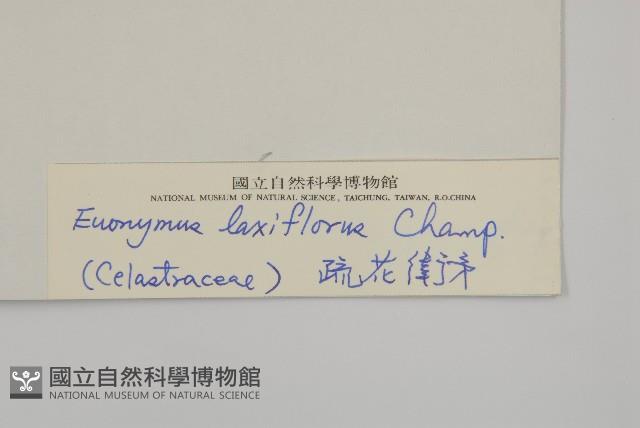 國立自然科學博物館
NATIONAL MUSEUM OF NATURAL SCIENCE, TAICHUNG, TAIWAN, R.O.CHINA
Euonymus laxiflorus Champ.
(Celastraceae) 疏花衛矛
國立自然科學博物館
NATIONAL MUSEUM OF NATURAL SCIENCE